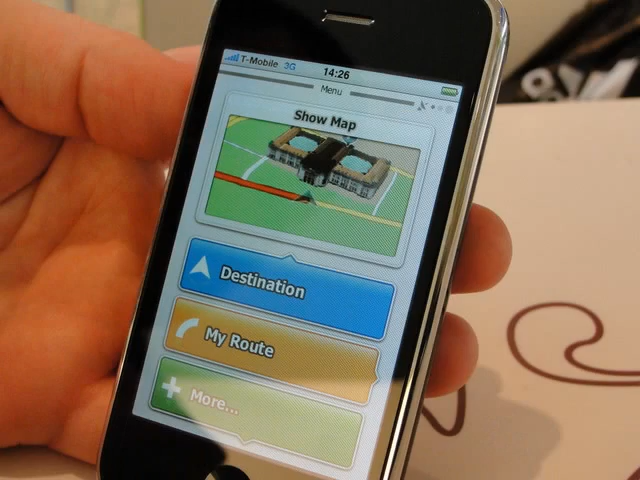 T-Mobile 3G 14:26
Menu
Show Map
Destination
My Route
More...